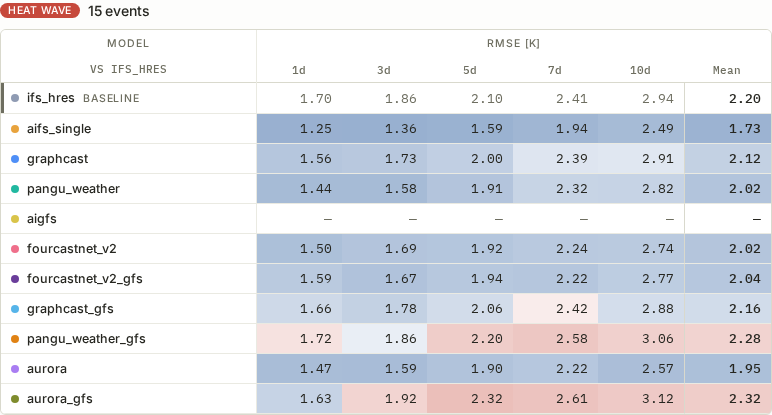 HEAT WAVE 15 events
MODEL RMSE [K]
VS IFS_HRES 1d 3d 5d 7d 10d Mean
ifs_hres BASELINE 1.70 1.86 2.10 2.41 2.94 2.20
aifs_single 1.25 1.36 1.59 1.94 2.49 1.73
graphcast 1.56 1.73 2.00 2.39 2.91 2.12
pangu_weather 1.44 1.58 1.91 2.32 2.82 2.02
aigfs — — — — — —
fourcastnet_v2 1.50 1.69 1.92 2.24 2.74 2.02
fourcastnet_v2_gfs 1.59 1.67 1.94 2.22 2.77 2.04
graphcast_gfs 1.66 1.78 2.06 2.42 2.88 2.16
pangu_weather_gfs 1.72 1.86 2.20 2.58 3.06 2.28
aurora 1.47 1.59 1.90 2.22 2.57 1.95
aurora_gfs 1.63 1.92 2.32 2.61 3.12 2.32